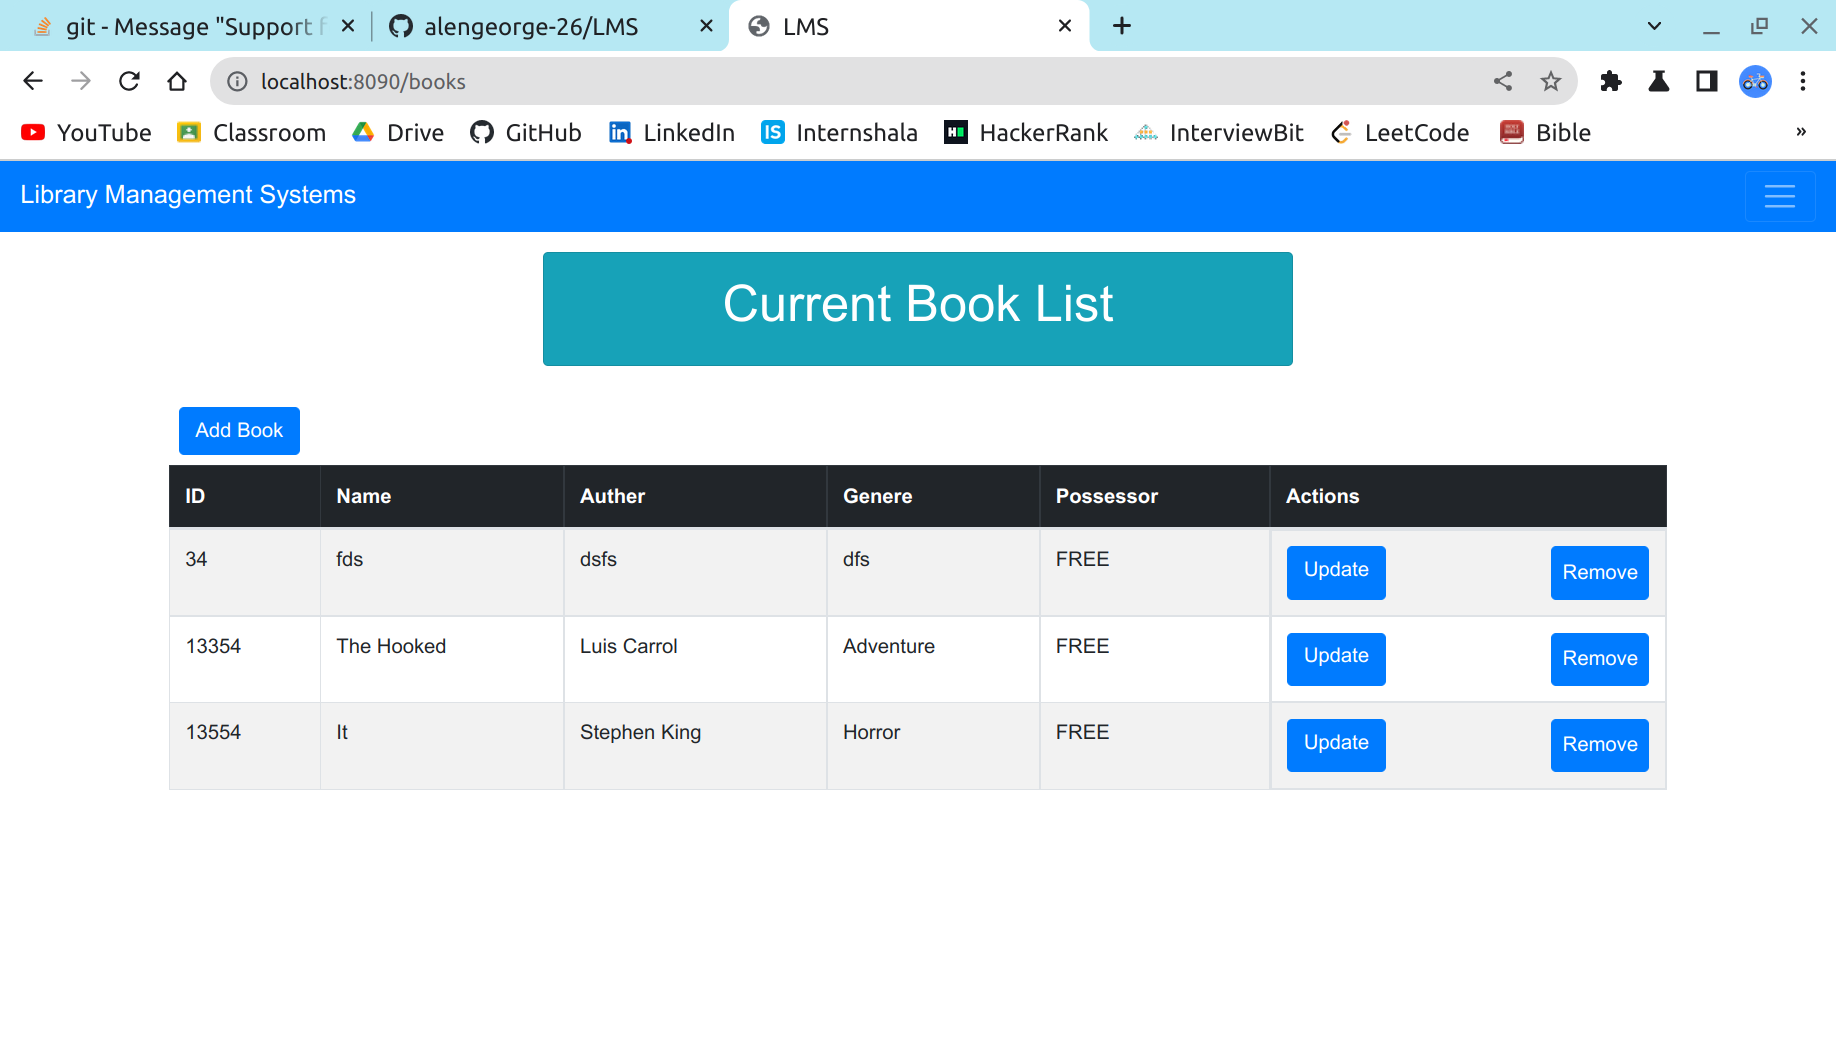 git - Message "Support f
alengeorge-26/LMS
LMS
localhost:8090/books
YouTube Classroom Drive GitHub LinkedIn Internshala HackerRank InterviewBit LeetCode Bible »
Library Management Systems
Current Book List
Add Book
ID Name Auther Genere Possessor Actions
34 fds dsfs dfs FREE Update Remove
13354 The Hooked Luis Carrol Adventure FREE Update Remove
13554 It Stephen King Horror FREE Update Remove